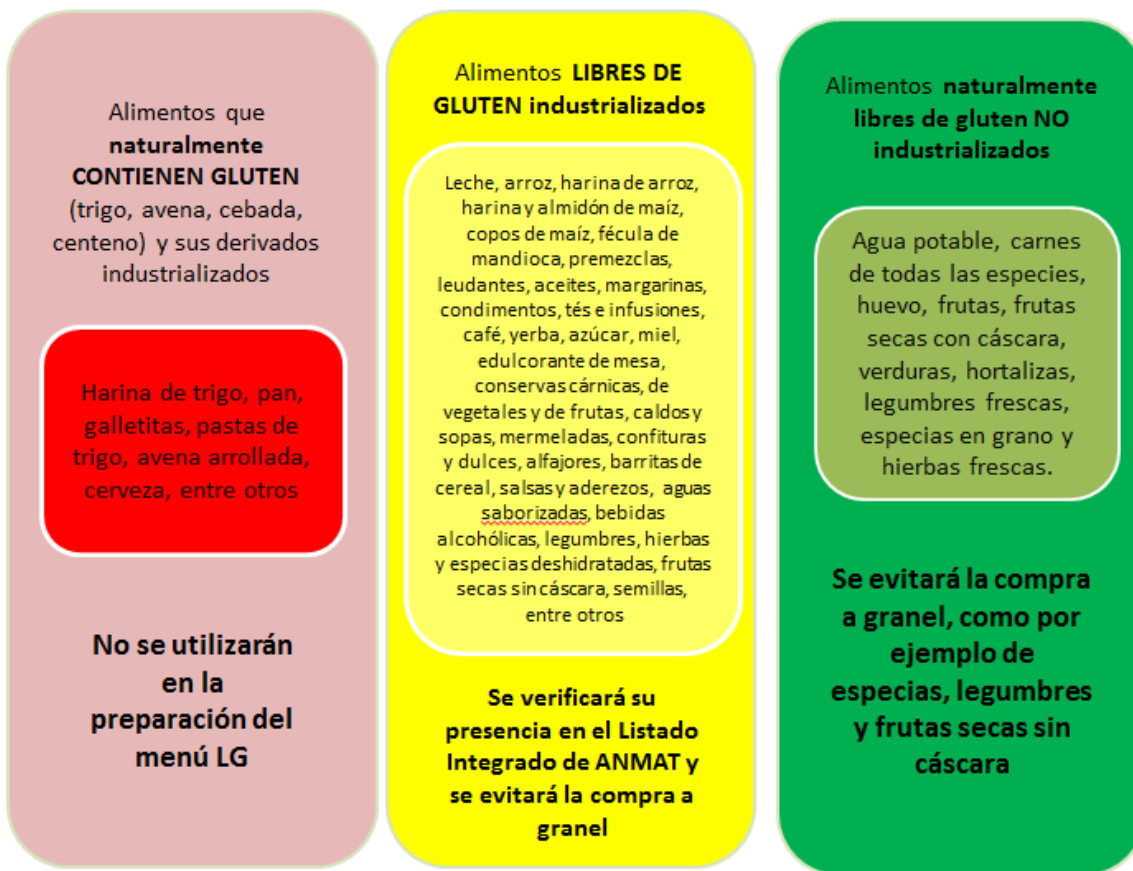 Alimentos que
naturalmente
CONTIENEN GLUTEN
(trigo, avena, cebada,
centeno) y sus derivados
industrializados
Harina de trigo, pan,
galletitas, pastas de
trigo, avena arrollada,
cerveza, entre otros
No se utilizarán
en la
preparación del
menú LG
Alimentos LIBRES DE
GLUTEN industrializados
Leche, arroz, harina de arroz,
harina y almidón de maíz,
copos de maíz, fécula de
mandioca, premezclas,
leudantes, aceites, margarinas,
condimentos, tés e infusiones,
café, yerba, azúcar, miel,
edulcorante de mesa,
conservas cárnicas, de
vegetales y de frutas, caldos y
sopas, mermeladas, confituras
y dulces, alfajores, barritas de
cereal, salsas y aderezos, aguas
saborizadas, bebidas
alcohólicas, legumbres, hierbas
y especias deshidratadas, frutas
secas sin cáscara, semillas,
entre otros
Se verificará su
presencia en el Listado
Integrado de ANMAT y
se evitará la compra a
granel
Alimentos naturalmente
libres de gluten NO
industrializados
Agua potable, carnes
de todas las especies,
huevo, frutas, frutas
secas con cáscara,
verduras, hortalizas,
legumbres frescas,
especias en grano y
hierbas frescas.
Se evitará la compra
a granel, como por
ejemplo de
especias, legumbres
y frutas secas sin
cáscara